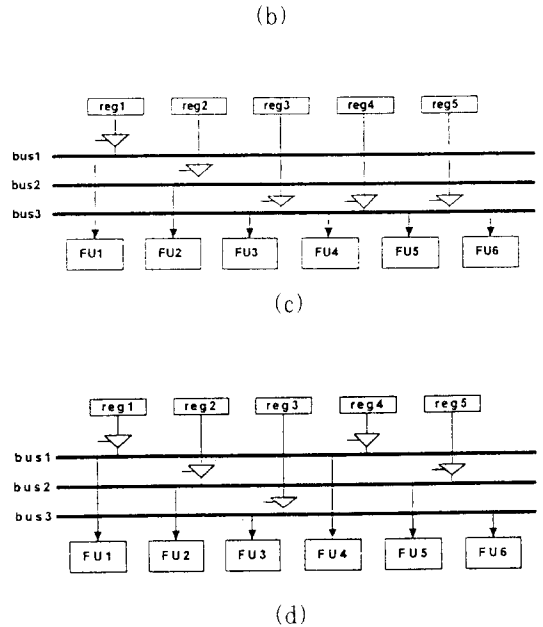 (b)
reg1 reg2 reg3 reg4 reg5
bus1
bus2
bus3
FU1 FU2 FU3 FU4 FU5 FU6
(c)
reg1 reg2 reg3 reg4 reg5
bus1
bus2
bus3
FU1 FU2 FU3 FU4 FU5 FU6
(d)